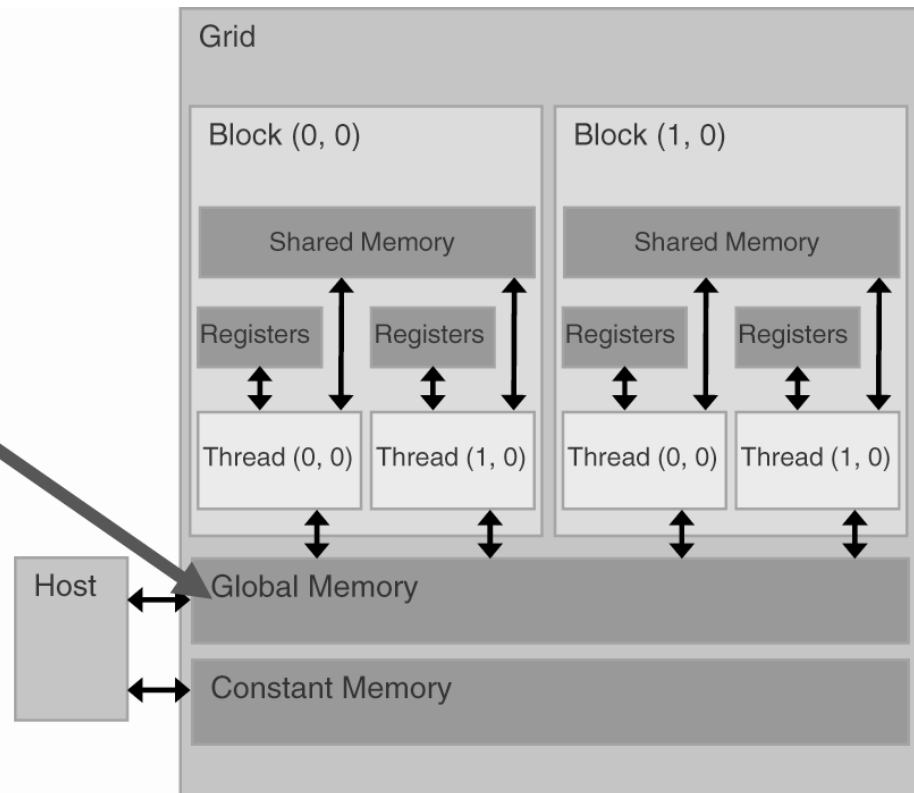 Grid
Block (0, 0)
Block (1, 0)
Shared Memory
Shared Memory
Registers
Registers
Registers
Registers
Thread (0, 0)
Thread (1, 0)
Thread (0, 0)
Thread (1, 0)
Host
Global Memory
Constant Memory